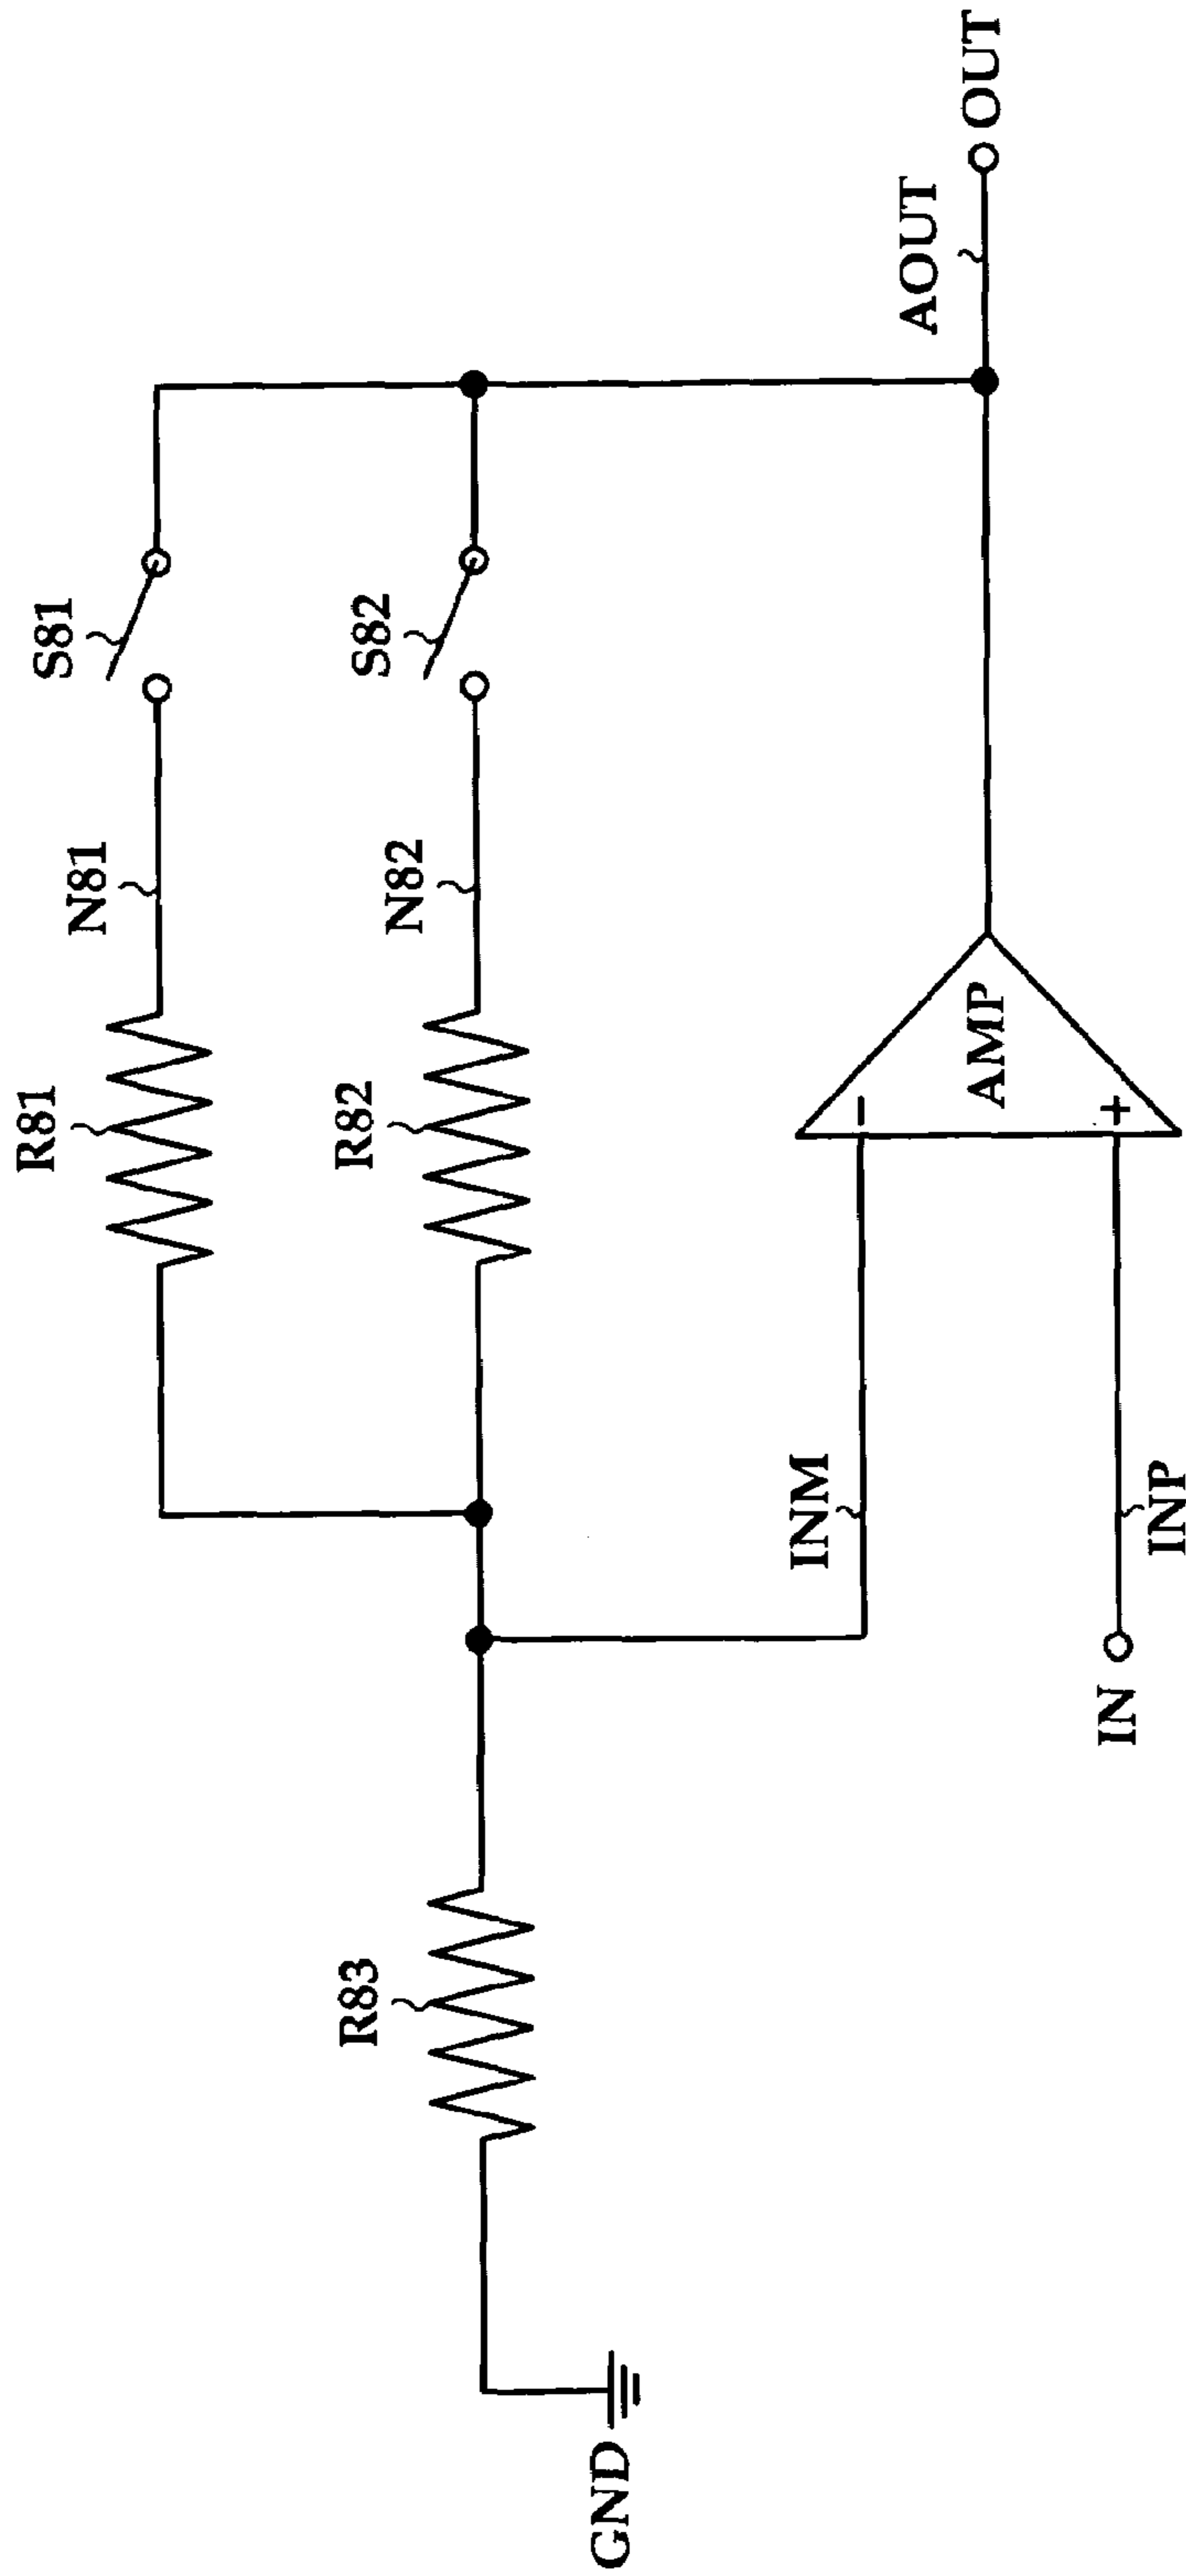 R81
N81
S81
R82
N82
S82
R83
GND
INM
AOUT
OUT
−
AMP
+
IN
INP